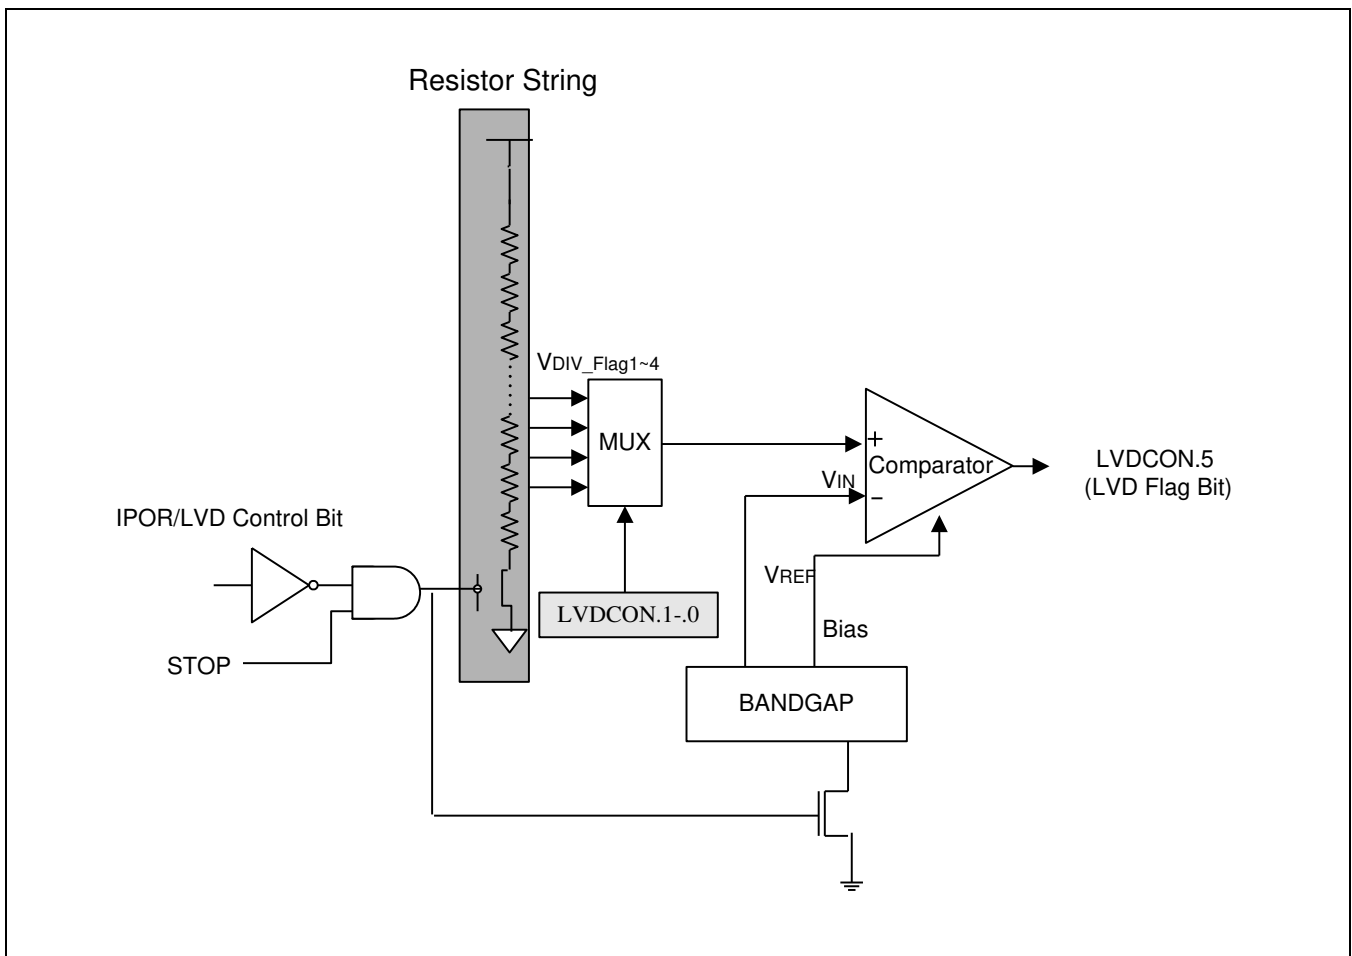 Resistor String
VDIV_Flag1~4
MUX
+
Comparator
VIN
−
LVDCON.5
(LVD Flag Bit)
IPOR/LVD Control Bit
VREF
LVDCON.1-.0
Bias
STOP
BANDGAP